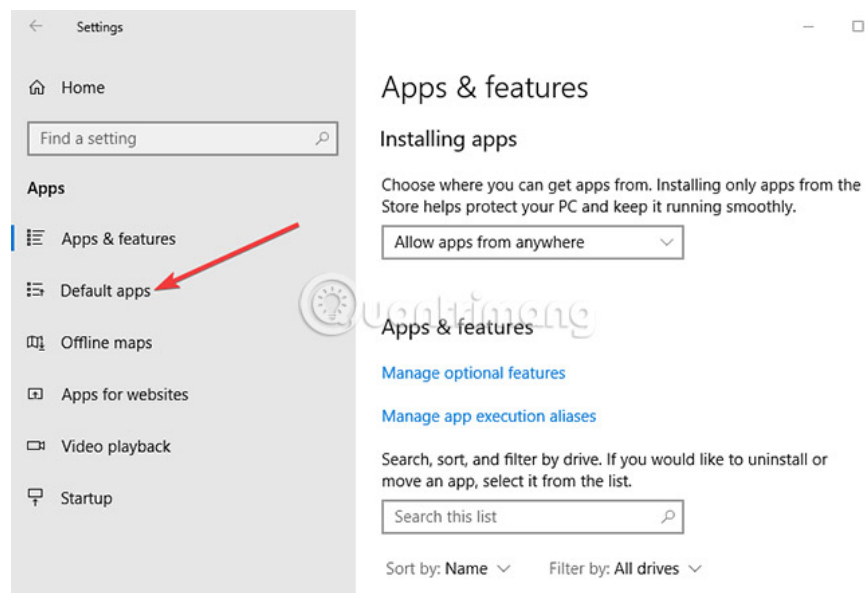 Settings
Home
Find a setting
Apps
Apps & features
Default apps
Offline maps
Apps for websites
Video playback
Startup
Apps & features
Installing apps
Choose where you can get apps from. Installing only apps from the
Store helps protect your PC and keep it running smoothly.
Allow apps from anywhere
Quantrimang
Apps & features
Manage optional features
Manage app execution aliases
Search, sort, and filter by drive. If you would like to uninstall or
move an app, select it from the list.
Search this list
Sort by: Name Filter by: All drives